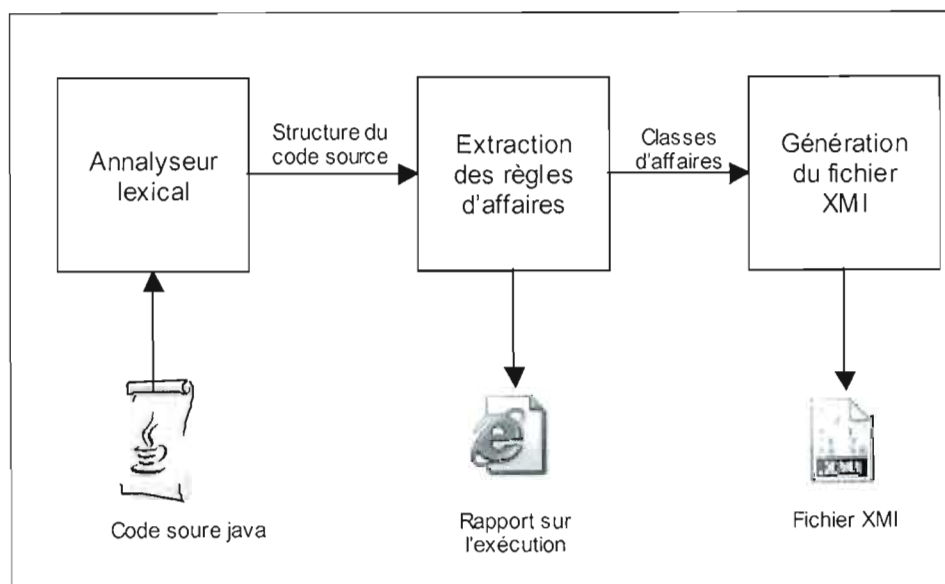 Annalyseur
lexical
Structure du
code source
Extraction
des règles
d'affaires
Classes
d'affaires
Génération
du fichier
XMI
Code soure java
Rapport sur
l'exécution
Fichier XMI